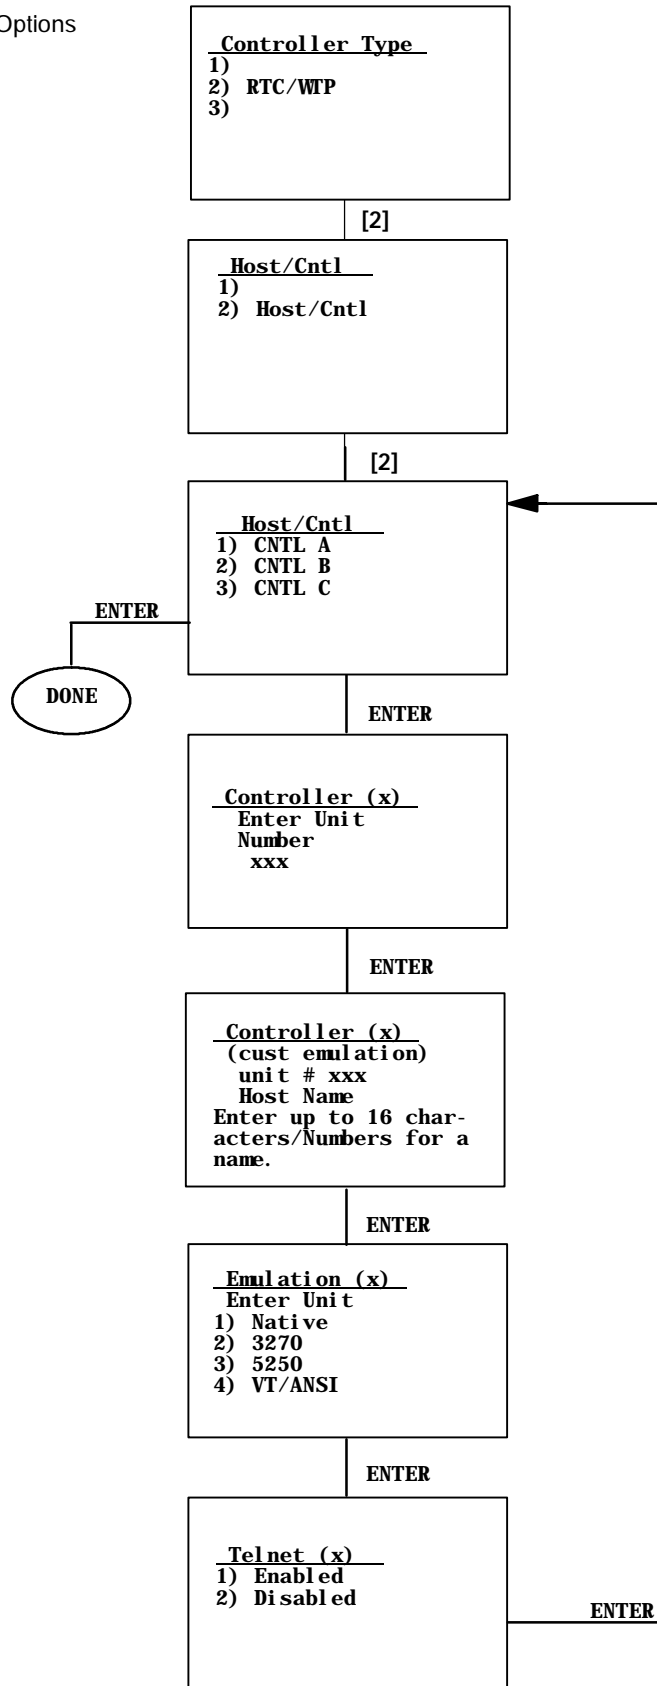 Options
Controller Type
1)
2) RTC/WTP
3)
[2]
Host/Cntl
1)
2) Host/Cntl
[2]
Host/Cntl
1) CNTL A
2) CNTL B
3) CNTL C
ENTER
DONE
ENTER
Controller (x)
Enter Unit
Number
xxx
ENTER
Controller (x)
(cust emulation)
unit # xxx
Host Name
Enter up to 16 char-
acters/Numbers for a
name.
ENTER
Emulation (x)
Enter Unit
1) Native
2) 3270
3) 5250
4) VT/ANSI
ENTER
Telnet (x)
1) Enabled
2) Disabled
ENTER